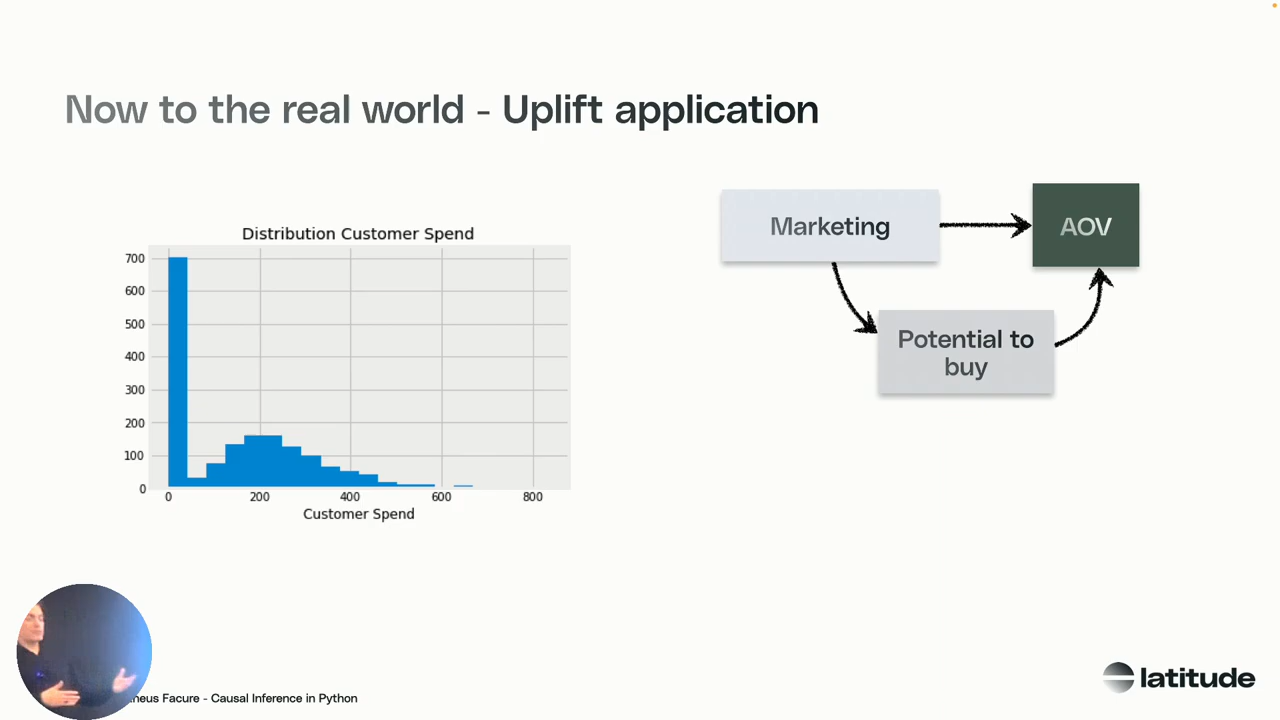 Now to the real world - Uplift application
Distribution Customer Spend
700
600
500
400
300
200
100
0
0 200 400 600 800
Customer Spend
Marketing
AOV
Potential to
buy
Facure - Causal Inference in Python
latitude